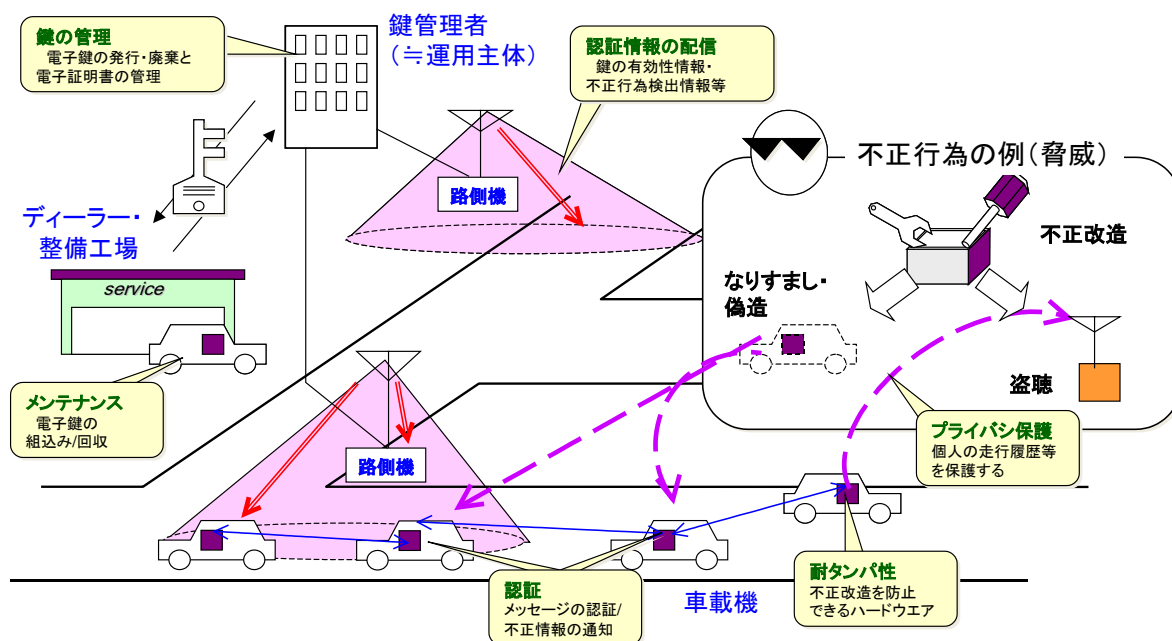 鍵の管理
電子鍵の発行・廃棄と
電子証明書の管理
鍵管理者
（≒運用主体）
認証情報の配信
鍵の有効性情報・
不正行為検出情報等
不正行為の例（脅威）
路側機
ディーラー・
整備工場
service
不正改造
なりすまし・
偽造
盗聴
メンテナンス
電子鍵の
組込み/回収
プライバシ保護
個人の走行履歴等
を保護する
路側機
認証
メッセージの認証/
不正情報の通知
車載機
耐タンパ性
不正改造を防止
できるハードウエア